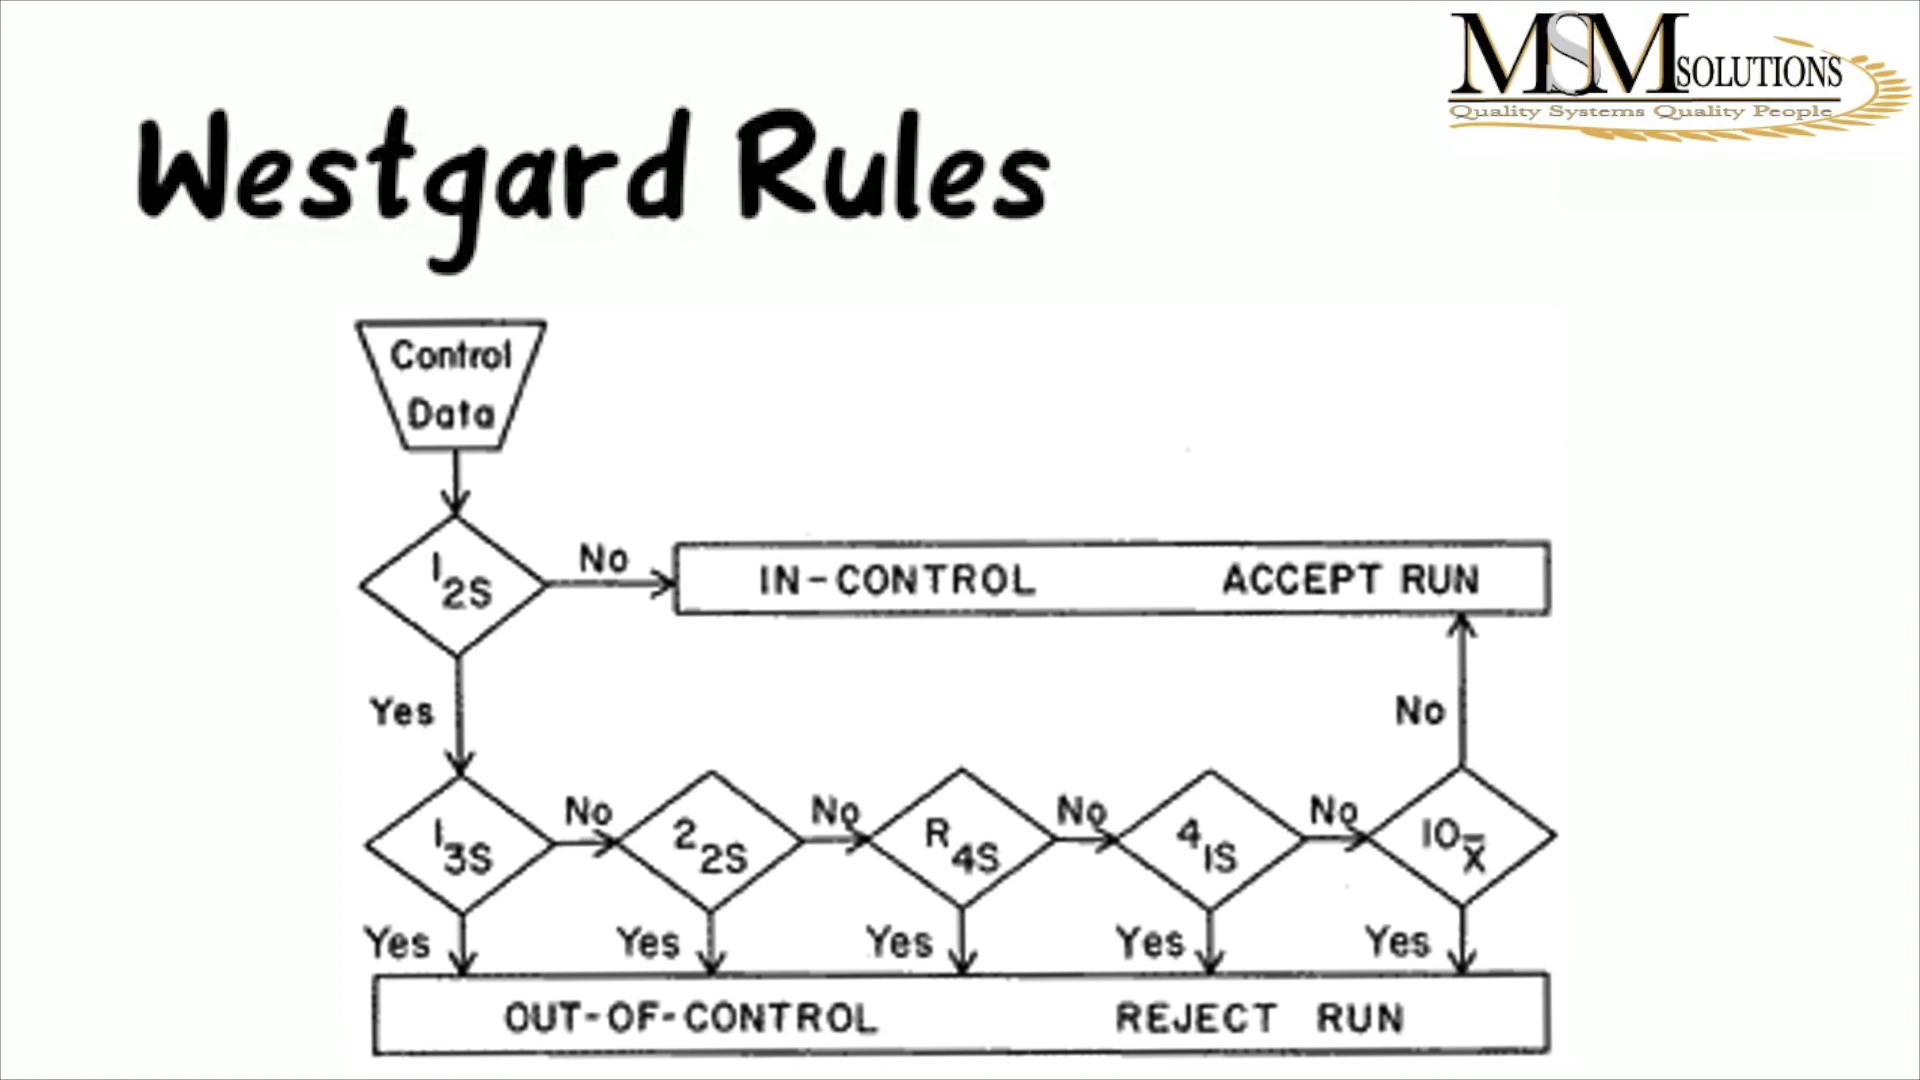 MSM SOLUTIONS
Quality Systems Quality People
Westgard Rules
Control
Data
1 2S
No
IN-CONTROL ACCEPT RUN
Yes
No
1 3S
No
2 2S
No
R 4S
No
4 1S
No
10 x̅
Yes
Yes
Yes
Yes
Yes
OUT-OF-CONTROL REJECT RUN